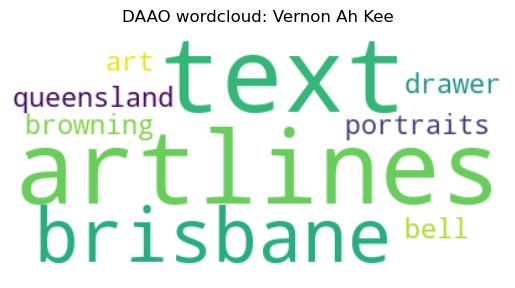 DAAO wordcloud: Vernon Ah Kee
art text drawer
queensland
browning portraits
artlines
brisbane bell